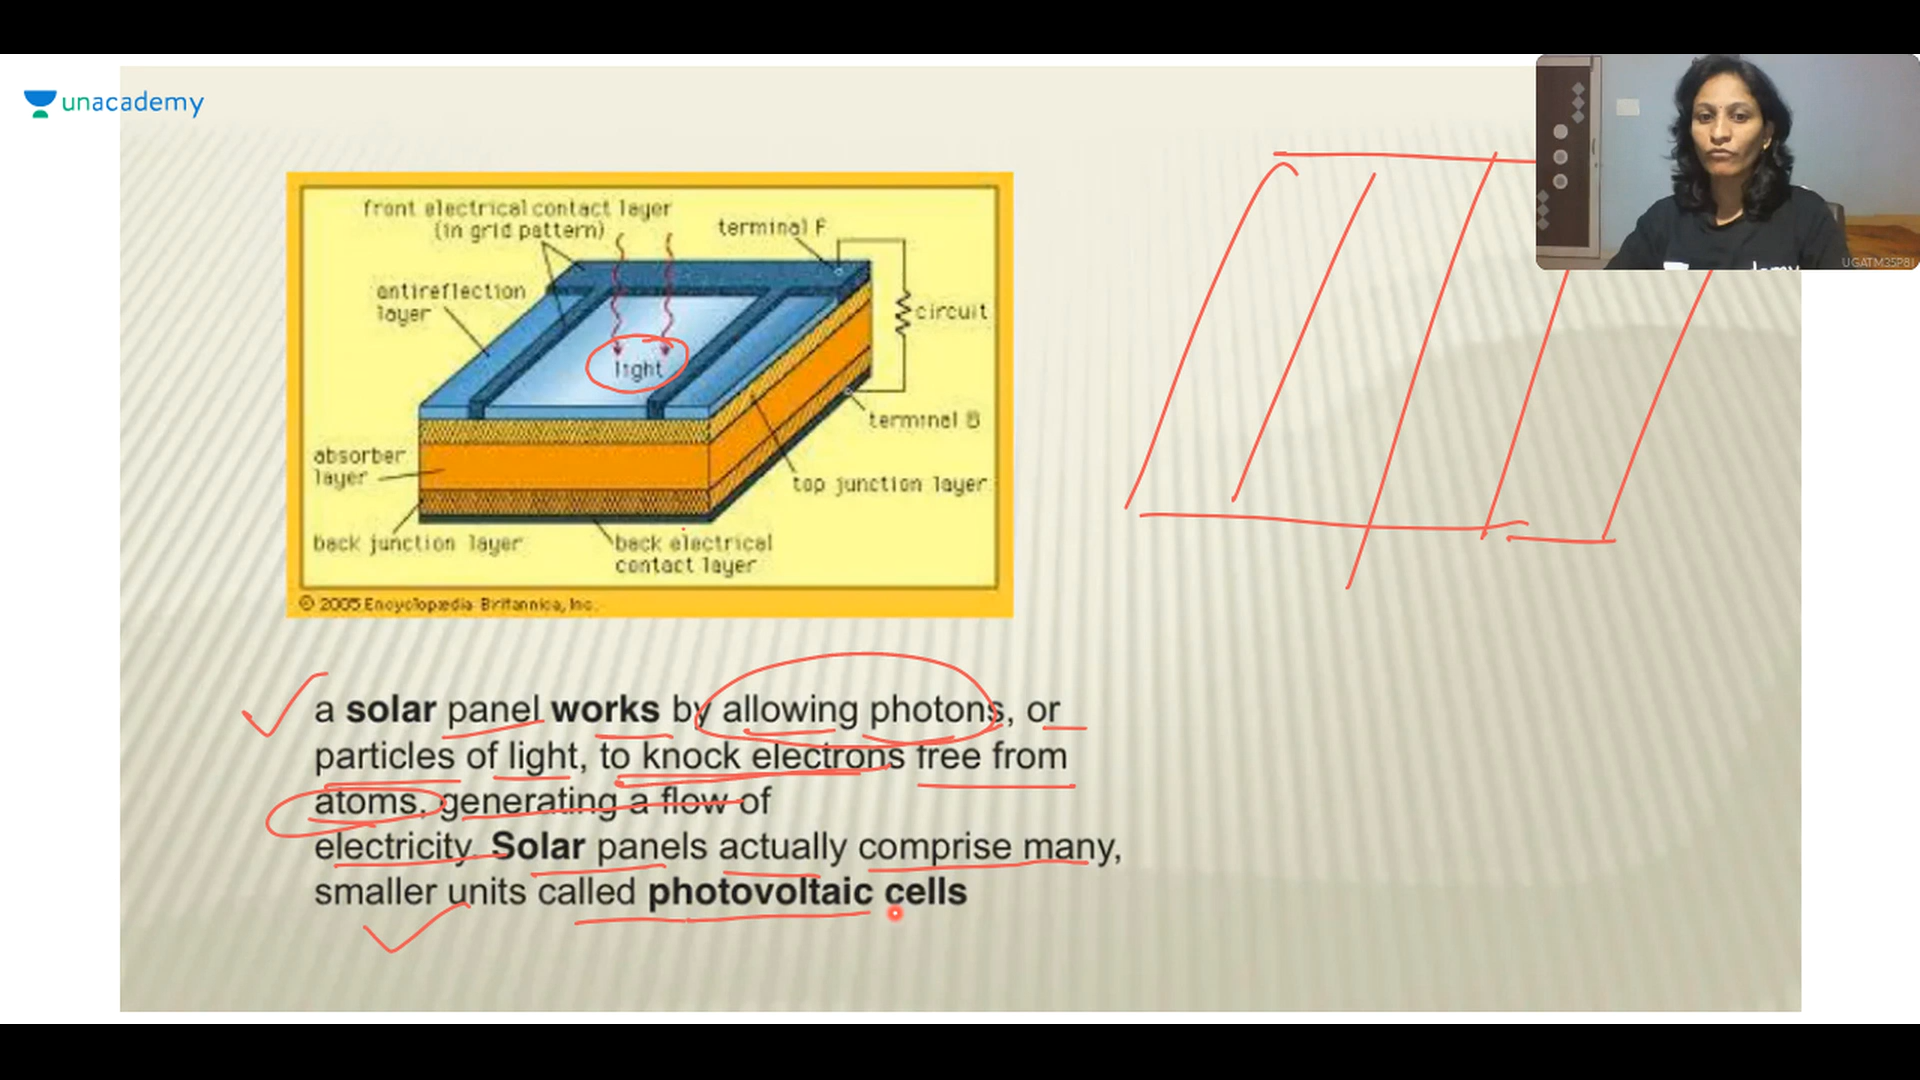 unacademy
front electrical contact layer
(in grid pattern)
terminal F
antireflection
layer
circuit
light
terminal B
absorber
layer
top junction layer
back junction layer
back electrical
contact layer
© 2005 Encyclopædia Britannica, Inc.
a solar panel works by allowing photons, or
particles of light, to knock electrons free from
atoms, generating a flow of
electricity. Solar panels actually comprise many,
smaller units called photovoltaic cells
UGATM35P8I